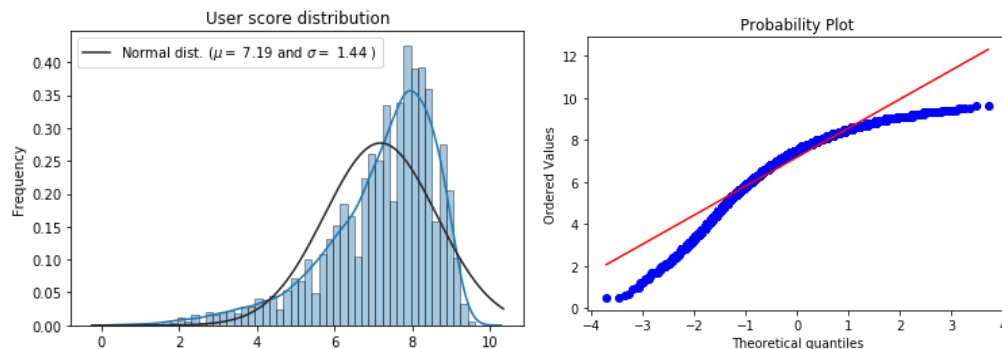 User score distribution
Normal dist. (μ = 7.19 and σ = 1.44 )
Frequency
0.40
0.35
0.30
0.25
0.20
0.15
0.10
0.05
0.00
0 2 4 6 8 10
Probability Plot
Ordered Values
12
10
8
6
4
2
0
−4 −3 −2 −1 0 1 2 3 4
Theoretical quantiles